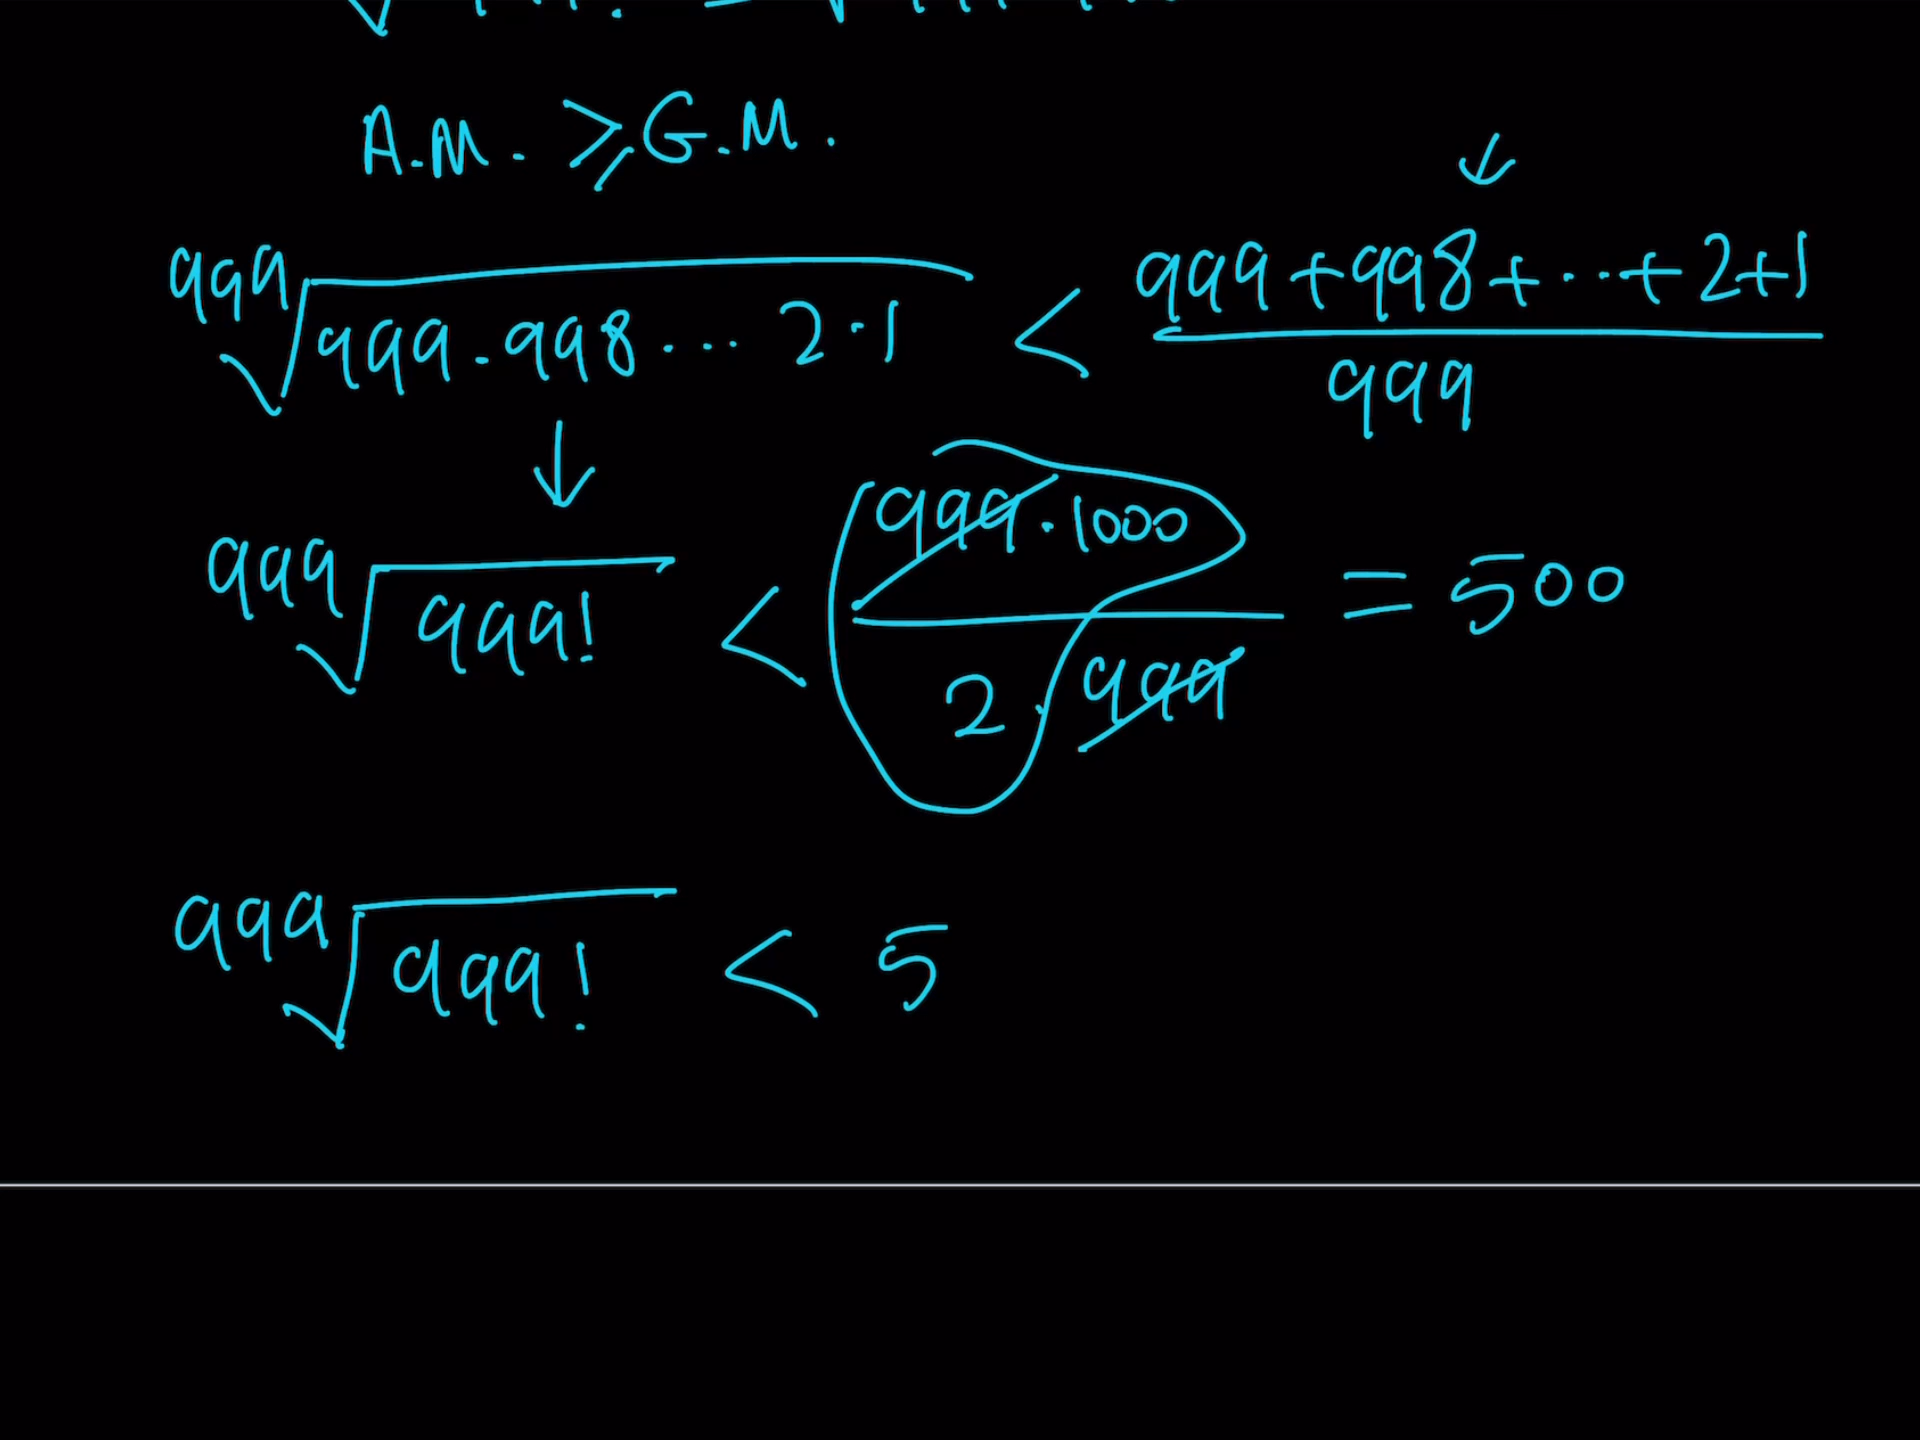 A.M. ⩾ G.M.
⁹⁹⁹√(999.998... 2·1) < (999+998+...+2+1)/999
⁹⁹⁹√(999!) < (999·1000)/(2·999) = 500
⁹⁹⁹√(999!) < 5